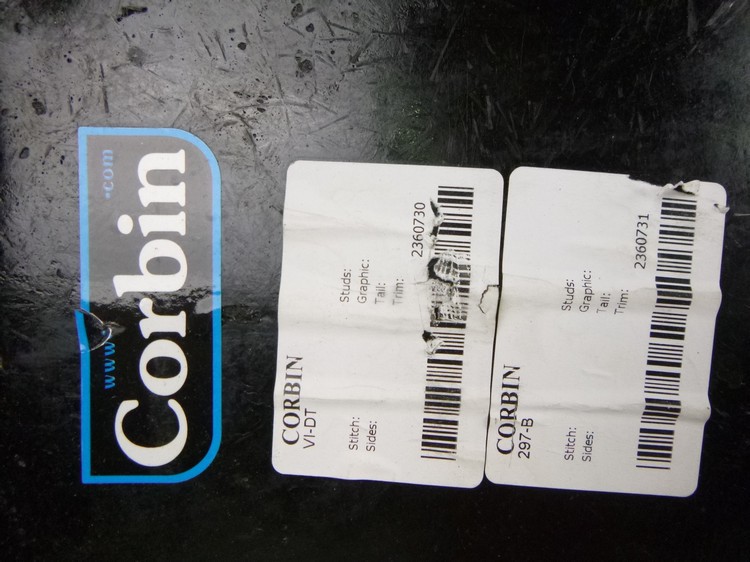 www.
Corbin
.com
CORBIN
VI-DT
Stitch:
Sides:
Studs:
Graphic:
Tail:
Trim:
2360730
CORBIN
297-B
Stitch:
Sides:
Studs:
Graphic:
Tail:
Trim:
2360731